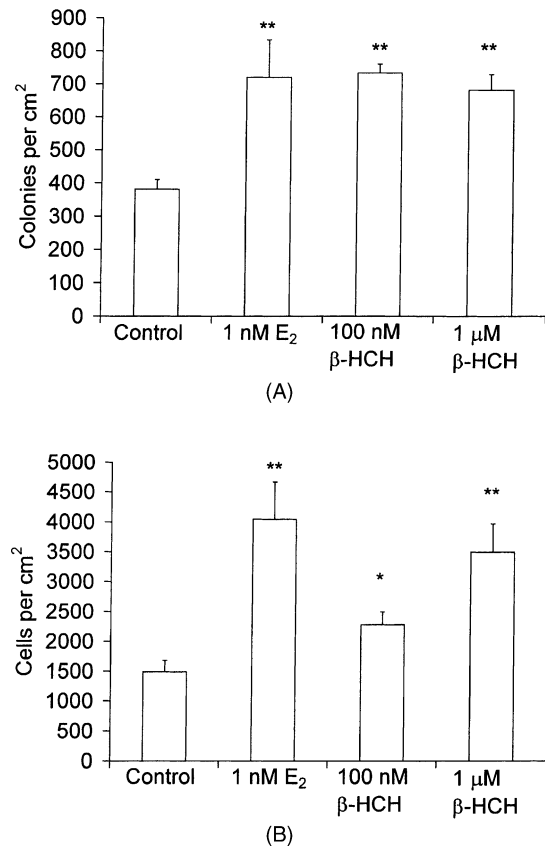 900
800
700
600
500
400
300
200
100
0
Colonies per cm²
**
**
**
Control
1 nM E₂
100 nM
β-HCH
1 μM
β-HCH
(A)
5000
4500
4000
3500
3000
2500
2000
1500
1000
500
0
Cells per cm²
**
*
**
Control
1 nM E₂
100 nM
β-HCH
1 μM
β-HCH
(B)